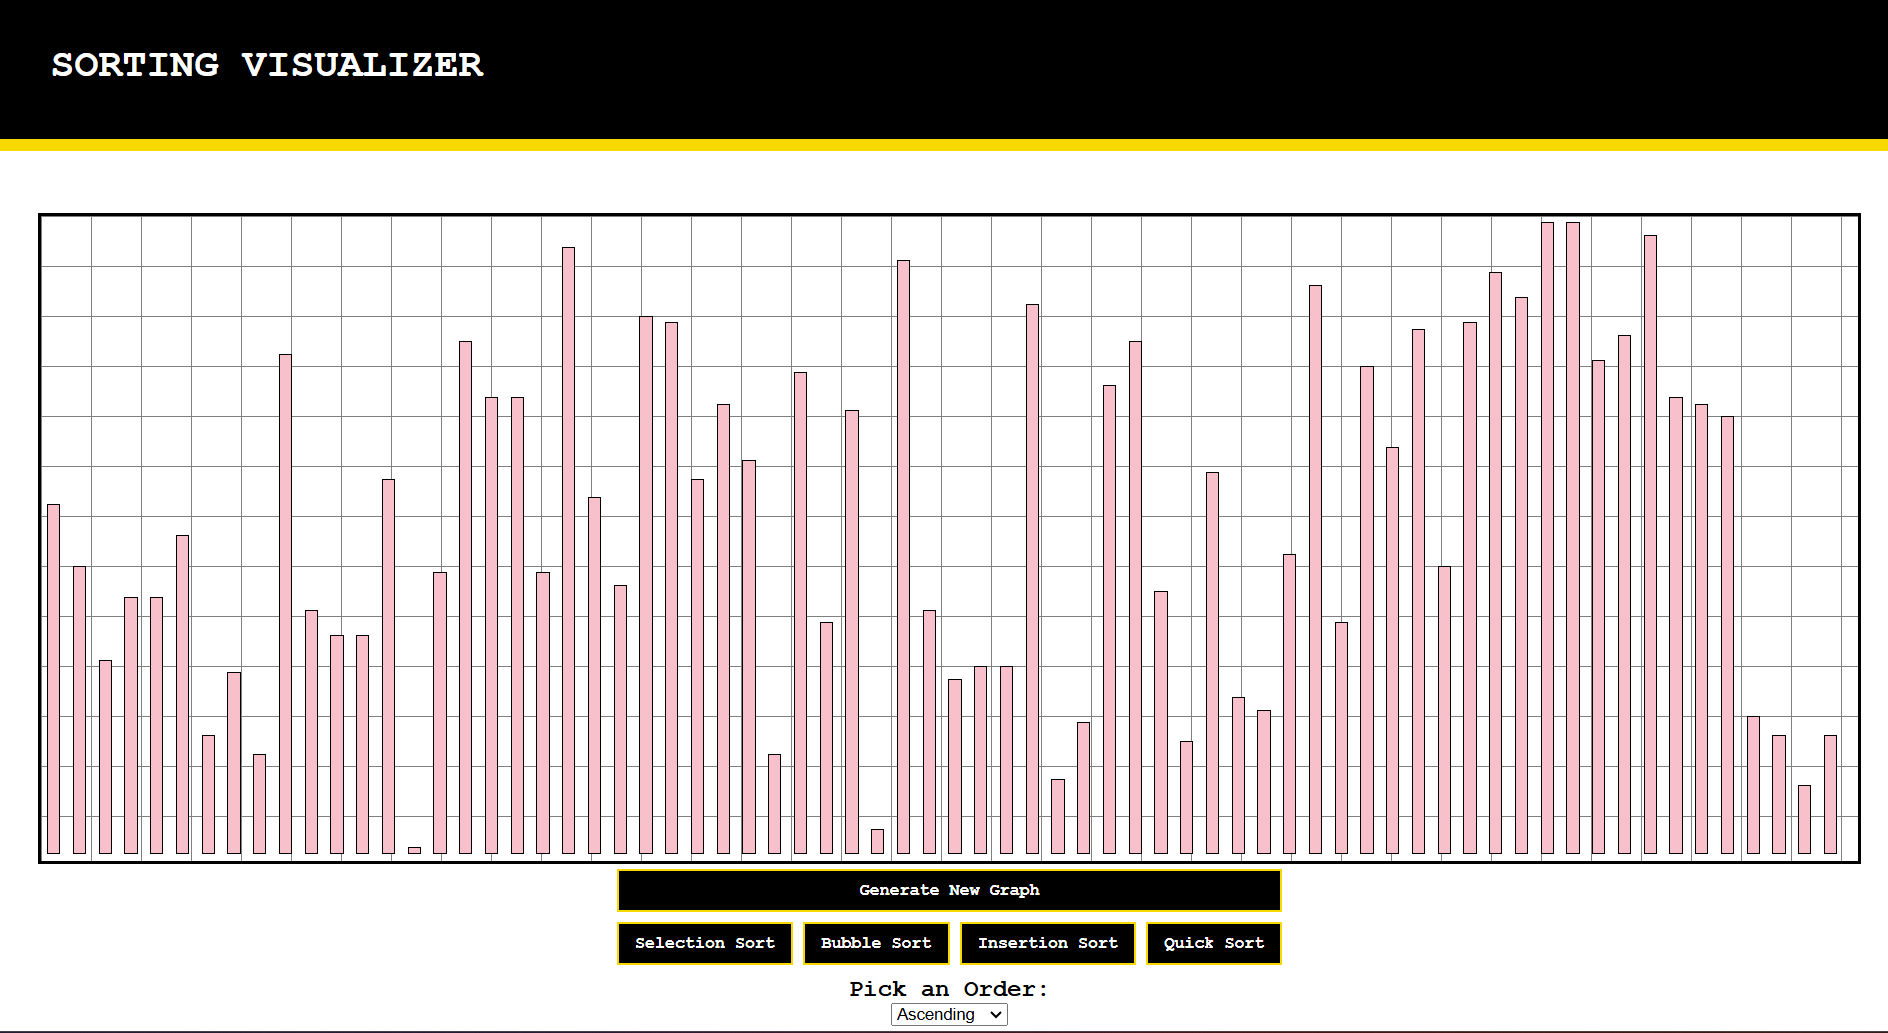 SORTING VISUALIZER
Generate New Graph
Selection Sort Bubble Sort Insertion Sort Quick Sort
Pick an Order:
Ascending